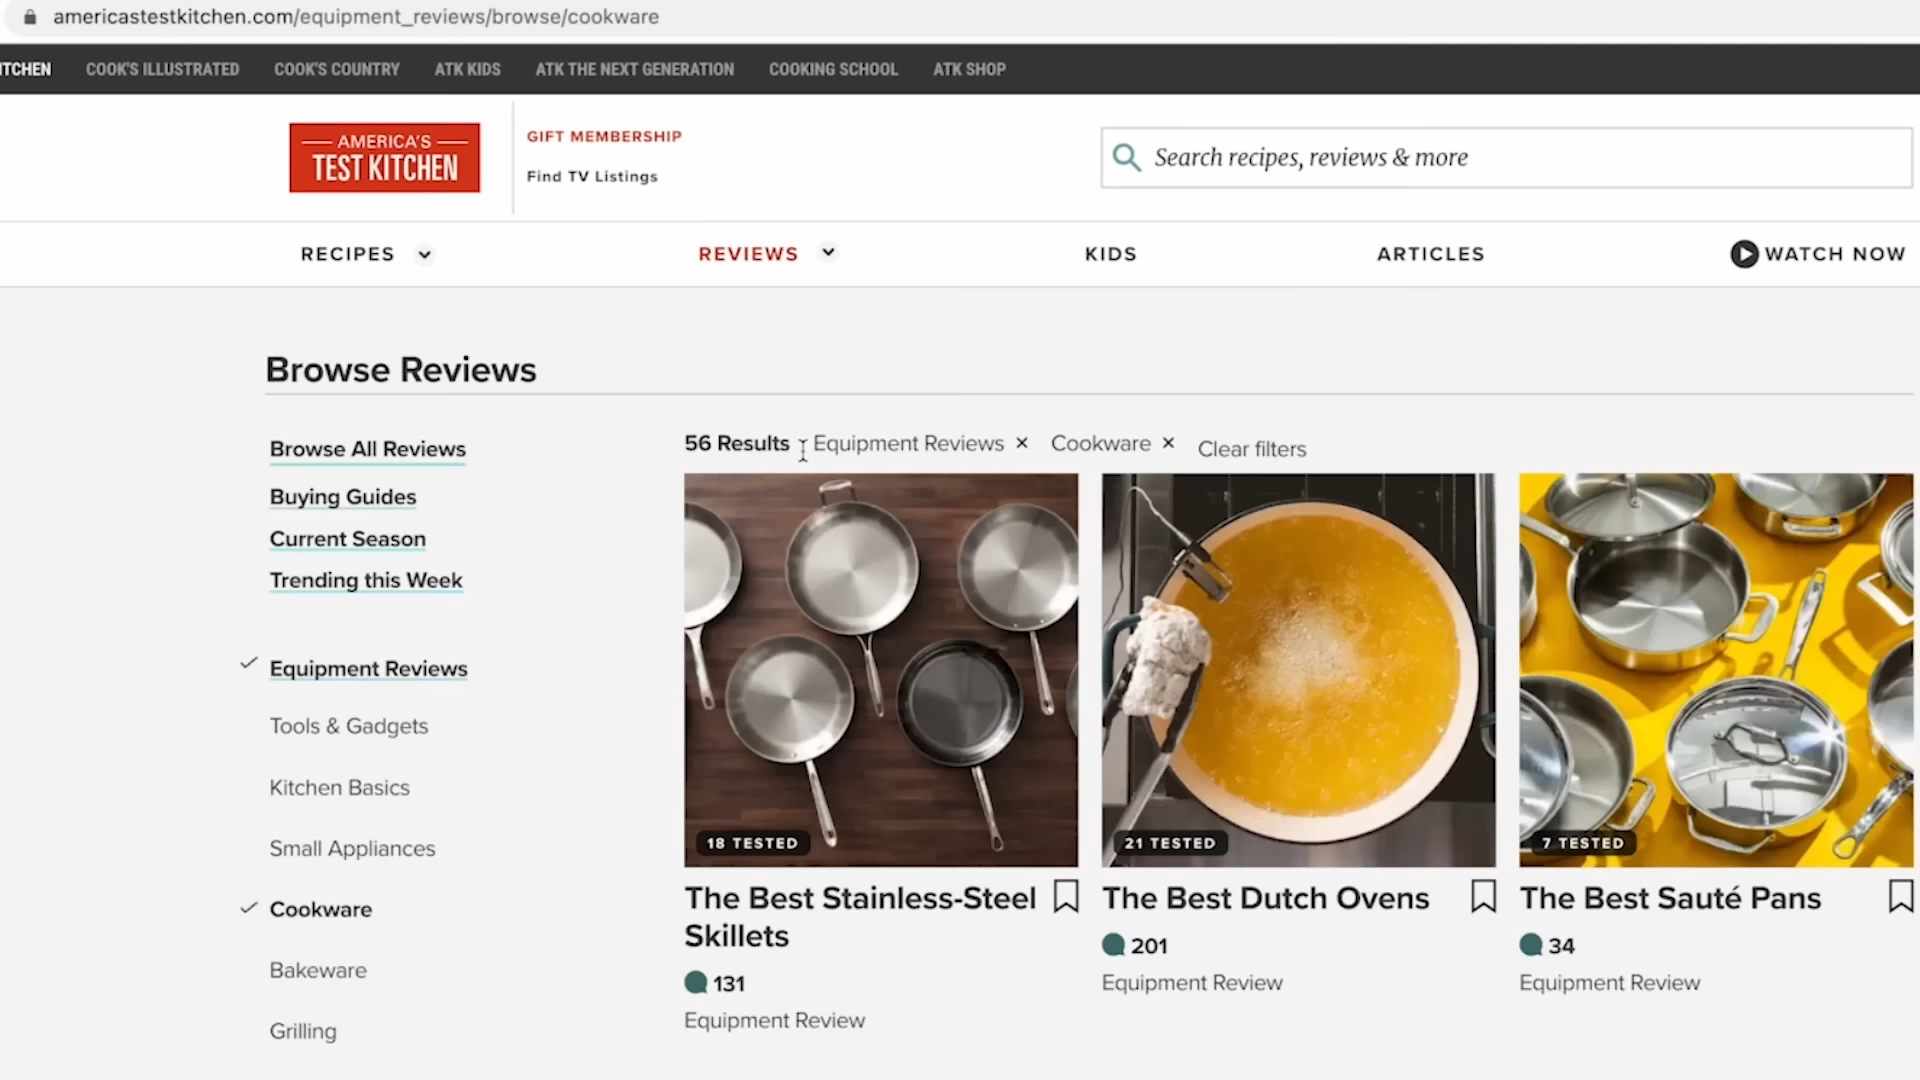 americastestkitchen.com/equipment_reviews/browse/cookware
ITCHEN COOK'S ILLUSTRATED COOK'S COUNTRY ATK KIDS ATK THE NEXT GENERATION COOKING SCHOOL ATK SHOP
AMERICA'S
TEST KITCHEN
GIFT MEMBERSHIP
Find TV Listings
Search recipes, reviews & more
RECIPES REVIEWS KIDS ARTICLES WATCH NOW
Browse Reviews
Browse All Reviews
Buying Guides
Current Season
Trending this Week
Equipment Reviews
Tools & Gadgets
Kitchen Basics
Small Appliances
Cookware
Bakeware
Grilling
56 Results Equipment Reviews × Cookware × Clear filters
18 TESTED
The Best Stainless-Steel
Skillets
131
Equipment Review
21 TESTED
The Best Dutch Ovens
201
Equipment Review
7 TESTED
The Best Sauté Pans
34
Equipment Review